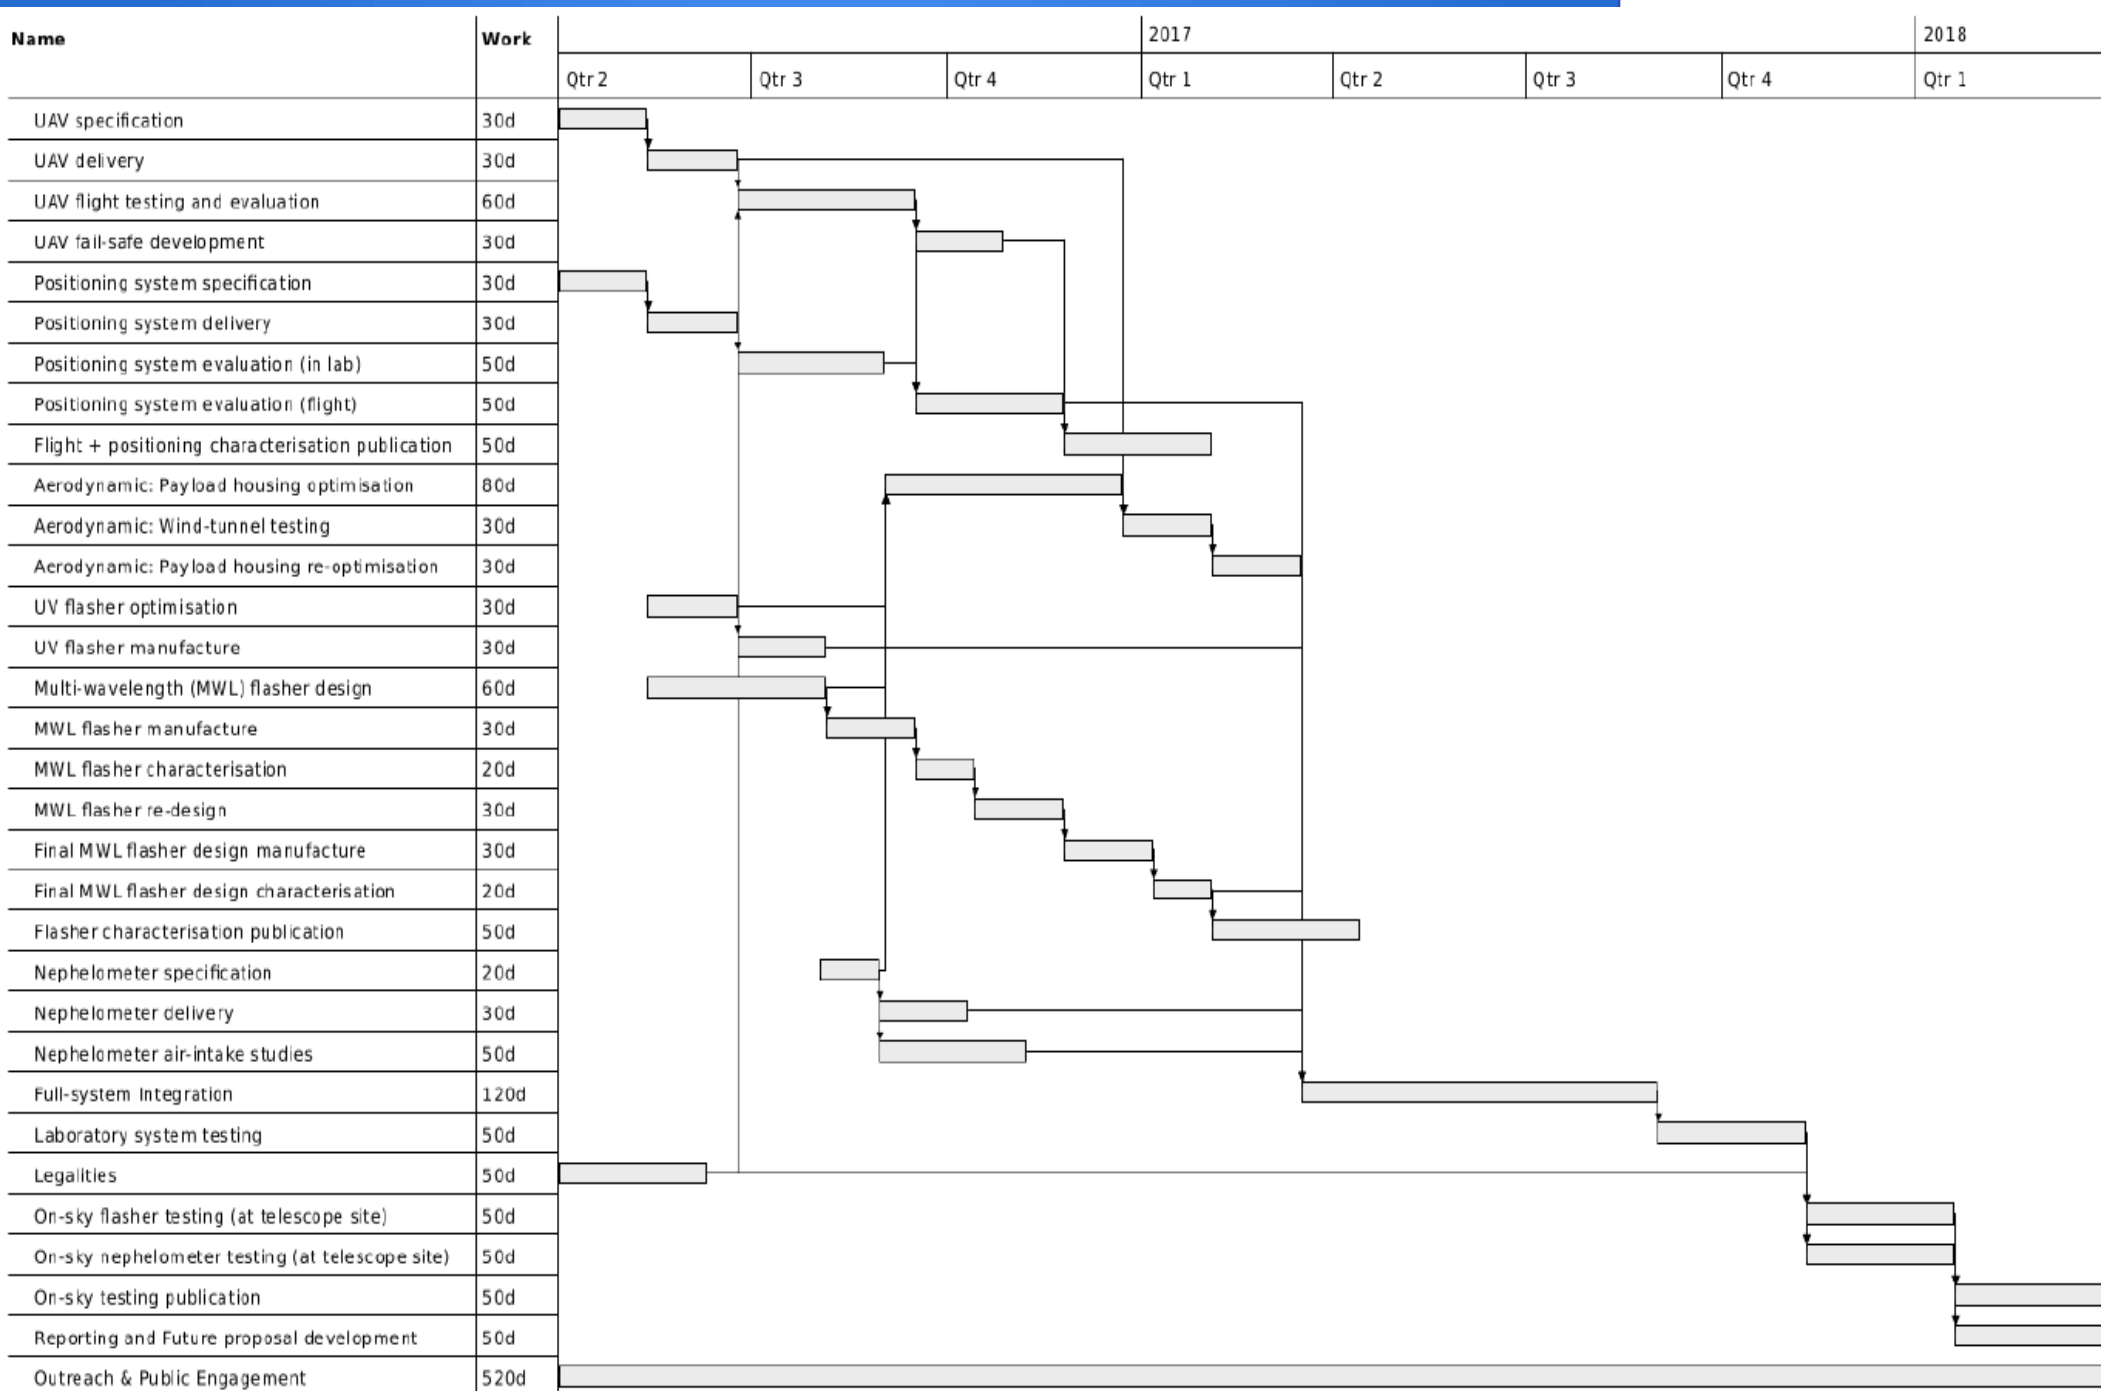 Name Work 2017 2018
Qtr 2 Qtr 3 Qtr 4 Qtr 1 Qtr 2 Qtr 3 Qtr 4 Qtr 1
UAV specification 30d
UAV delivery 30d
UAV flight testing and evaluation 60d
UAV fail-safe development 30d
Positioning system specification 30d
Positioning system delivery 30d
Positioning system evaluation (in lab) 50d
Positioning system evaluation (flight) 50d
Flight + positioning characterisation publication 50d
Aerodynamic: Payload housing optimisation 80d
Aerodynamic: Wind-tunnel testing 30d
Aerodynamic: Payload housing re-optimisation 30d
UV flasher optimisation 30d
UV flasher manufacture 30d
Multi-wavelength (MWL) flasher design 60d
MWL flasher manufacture 30d
MWL flasher characterisation 20d
MWL flasher re-design 30d
Final MWL flasher design manufacture 30d
Final MWL flasher design characterisation 20d
Flasher characterisation publication 50d
Nephelometer specification 20d
Nephelometer delivery 30d
Nephelometer air-intake studies 50d
Full-system Integration 120d
Laboratory system testing 50d
Legalities 50d
On-sky flasher testing (at telescope site) 50d
On-sky nephelometer testing (at telescope site) 50d
On-sky testing publication 50d
Reporting and Future proposal development 50d
Outreach & Public Engagement 520d